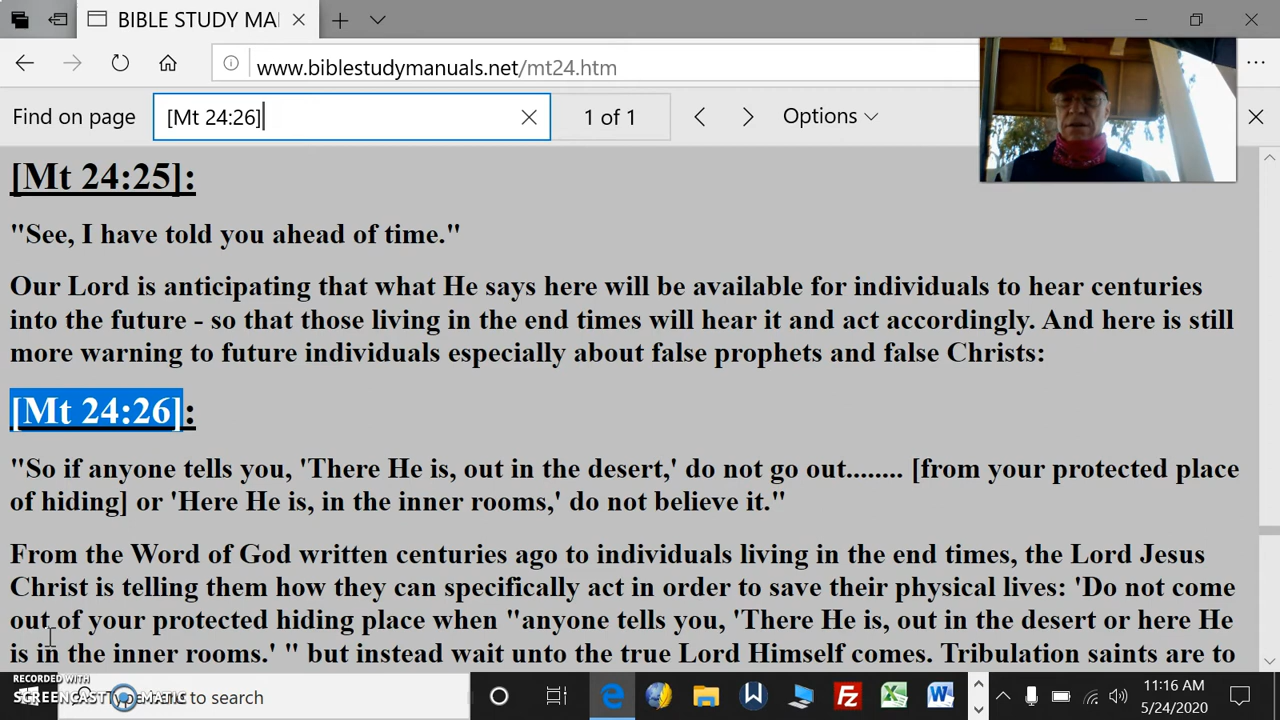 BIBLE STUDY MA
www.biblestudymanuals.net/mt24.htm
Find on page
[Mt 24:26]
1 of 1
Options
[Mt 24:25]:
"See, I have told you ahead of time."
Our Lord is anticipating that what He says here will be available for individuals to hear centuries
into the future - so that those living in the end times will hear it and act accordingly. And here is still
more warning to future individuals especially about false prophets and false Christs:
[Mt 24:26]:
"So if anyone tells you, 'There He is, out in the desert,' do not go out........ [from your protected place
of hiding] or 'Here He is, in the inner rooms,' do not believe it."
From the Word of God written centuries ago to individuals living in the end times, the Lord Jesus
Christ is telling them how they can specifically act in order to save their physical lives: 'Do not come
out of your protected hiding place when "anyone tells you, 'There He is, out in the desert or here He
is in the inner rooms.' " but instead wait unto the true Lord Himself comes. Tribulation saints are to
RECORDED WITH
SCREENCAST-O-MATIC
Type here to search
11:16 AM
5/24/2020